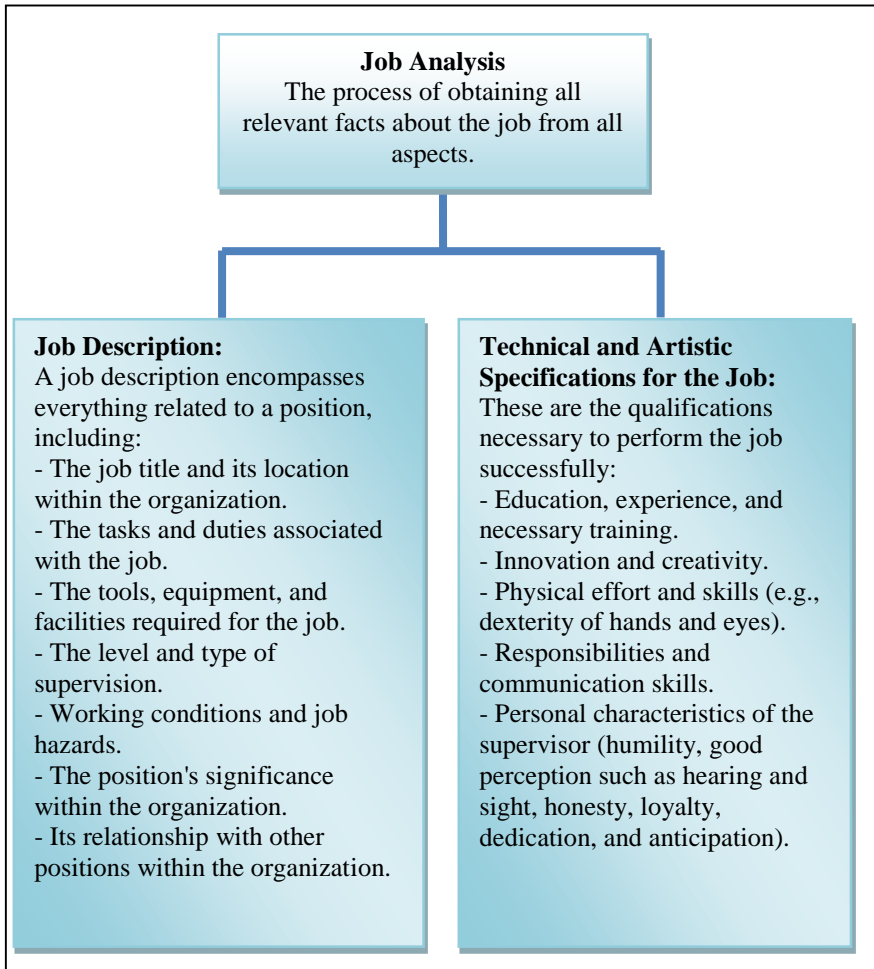 Job Analysis
The process of obtaining all
relevant facts about the job from all
aspects.
Job Description:
A job description encompasses
everything related to a position,
including:
- The job title and its location
within the organization.
- The tasks and duties associated
with the job.
- The tools, equipment, and
facilities required for the job.
- The level and type of
supervision.
- Working conditions and job
hazards.
- The position's significance
within the organization.
- Its relationship with other
positions within the organization.
Technical and Artistic
Specifications for the Job:
These are the qualifications
necessary to perform the job
successfully:
- Education, experience, and
necessary training.
- Innovation and creativity.
- Physical effort and skills (e.g.,
dexterity of hands and eyes).
- Responsibilities and
communication skills.
- Personal characteristics of the
supervisor (humility, good
perception such as hearing and
sight, honesty, loyalty,
dedication, and anticipation).